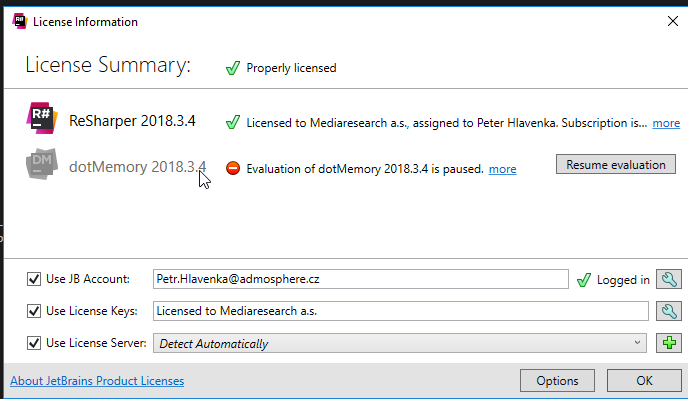 License Information
License Summary:
Properly licensed
R#
ReSharper 2018.3.4
Licensed to Mediaresearch a.s., assigned to Peter Hlavenka. Subscription is... more
DM
dotMemory 2018.3.4
Evaluation of dotMemory 2018.3.4 is paused. more
Resume evaluation
Use JB Account:
Petr.Hlavenka@admosphere.cz
Logged in
Use License Keys:
Licensed to Mediaresearch a.s.
Use License Server:
Detect Automatically
About JetBrains Product Licenses
Options
OK